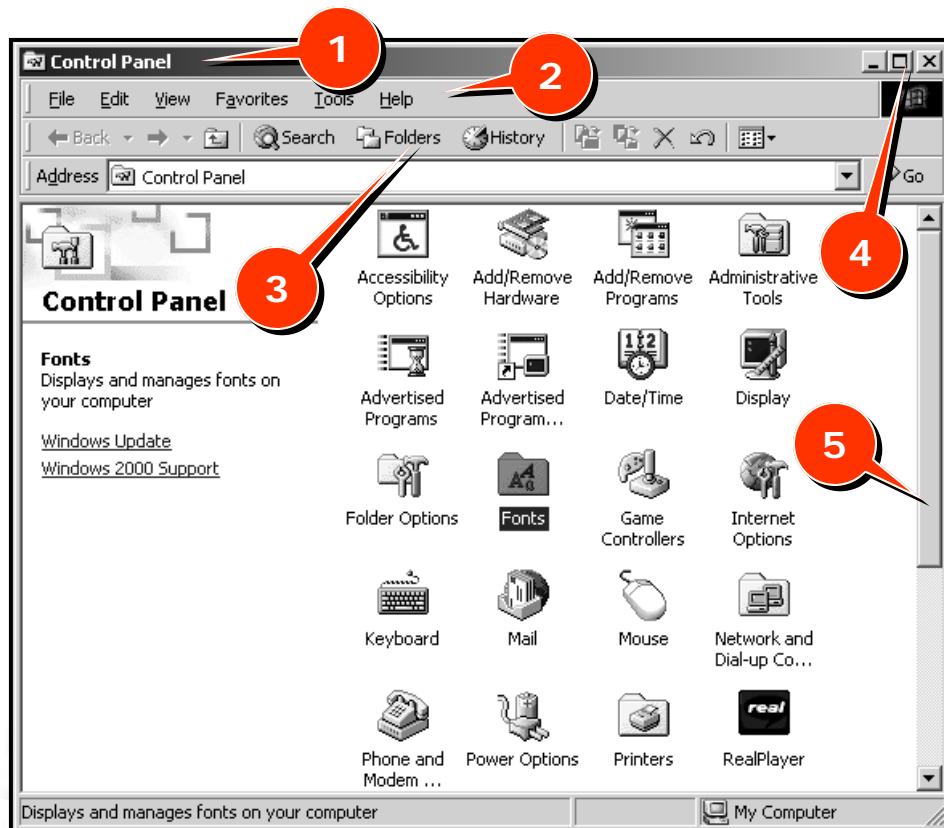 Control Panel
1
File Edit View Favorites Tools Help
2
Back Search Folders History
Address Control Panel Go
3
4
Control Panel
Fonts
Displays and manages fonts on
your computer
Windows Update
Windows 2000 Support
Accessibility
Options
Add/Remove
Hardware
Add/Remove
Programs
Administrative
Tools
Advertised
Programs
Advertised
Program...
Date/Time
Display
5
Folder Options
Fonts
Game
Controllers
Internet
Options
Keyboard
Mail
Mouse
Network and
Dial-up Co...
Phone and
Modem ...
Power Options
Printers
real
RealPlayer
Displays and manages fonts on your computer
My Computer